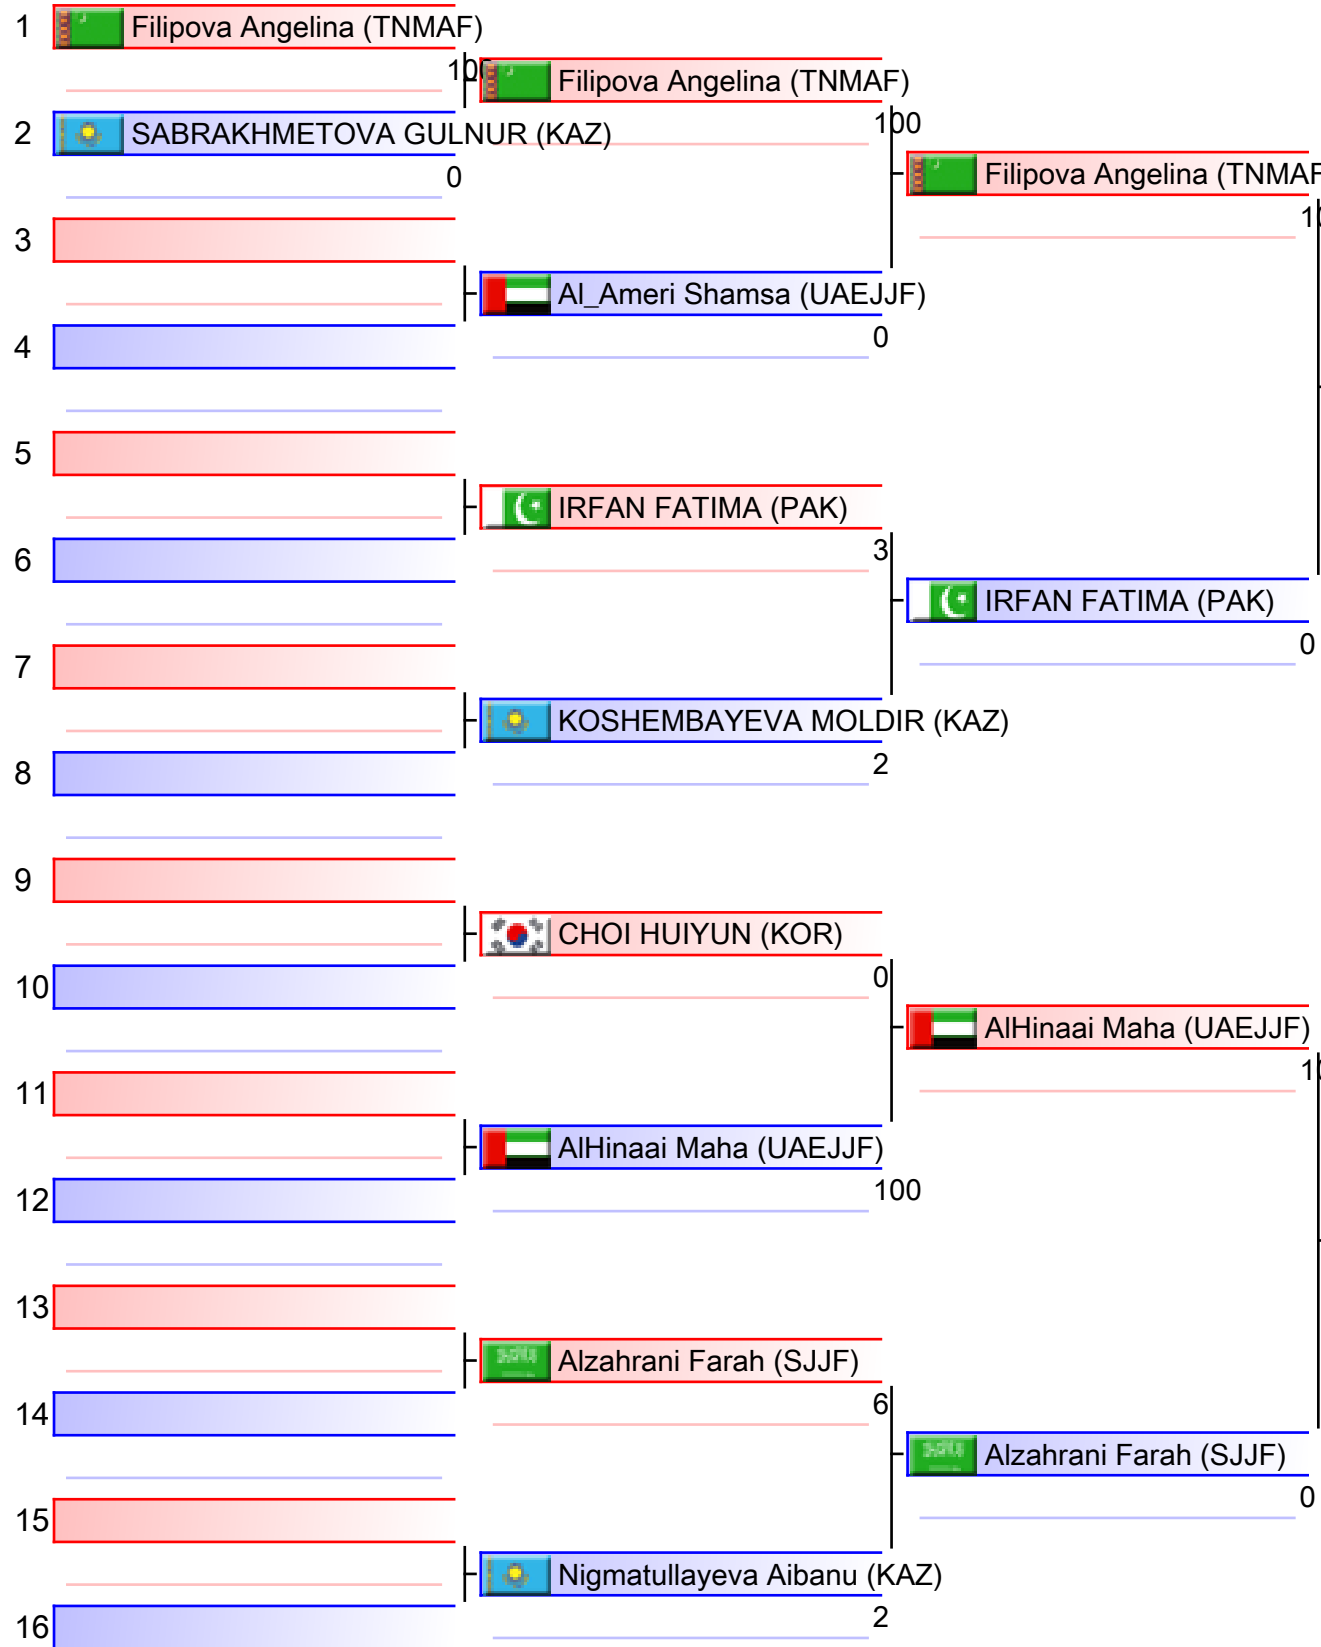 1 Filipova Angelina (TNMAF)
Filipova Angelina (TNMAF)
2 SABRAKHMETOVA GULNUR (KAZ)
100
Filipova Angelina (TNMAF
0
3
Al_Ameri Shamsa (UAEJJF)
0
4
5
IRFAN FATIMA (PAK)
3
6
IRFAN FATIMA (PAK)
0
7
KOSHEMBAYEVA MOLDIR (KAZ)
2
8
9
CHOI HUIYUN (KOR)
0
10
AlHinaai Maha (UAEJJF)
11
AlHinaai Maha (UAEJJF)
100
12
13
Alzahrani Farah (SJJF)
6
14
Alzahrani Farah (SJJF)
0
15
Nigmatullayeva Aibanu (KAZ)
2
16